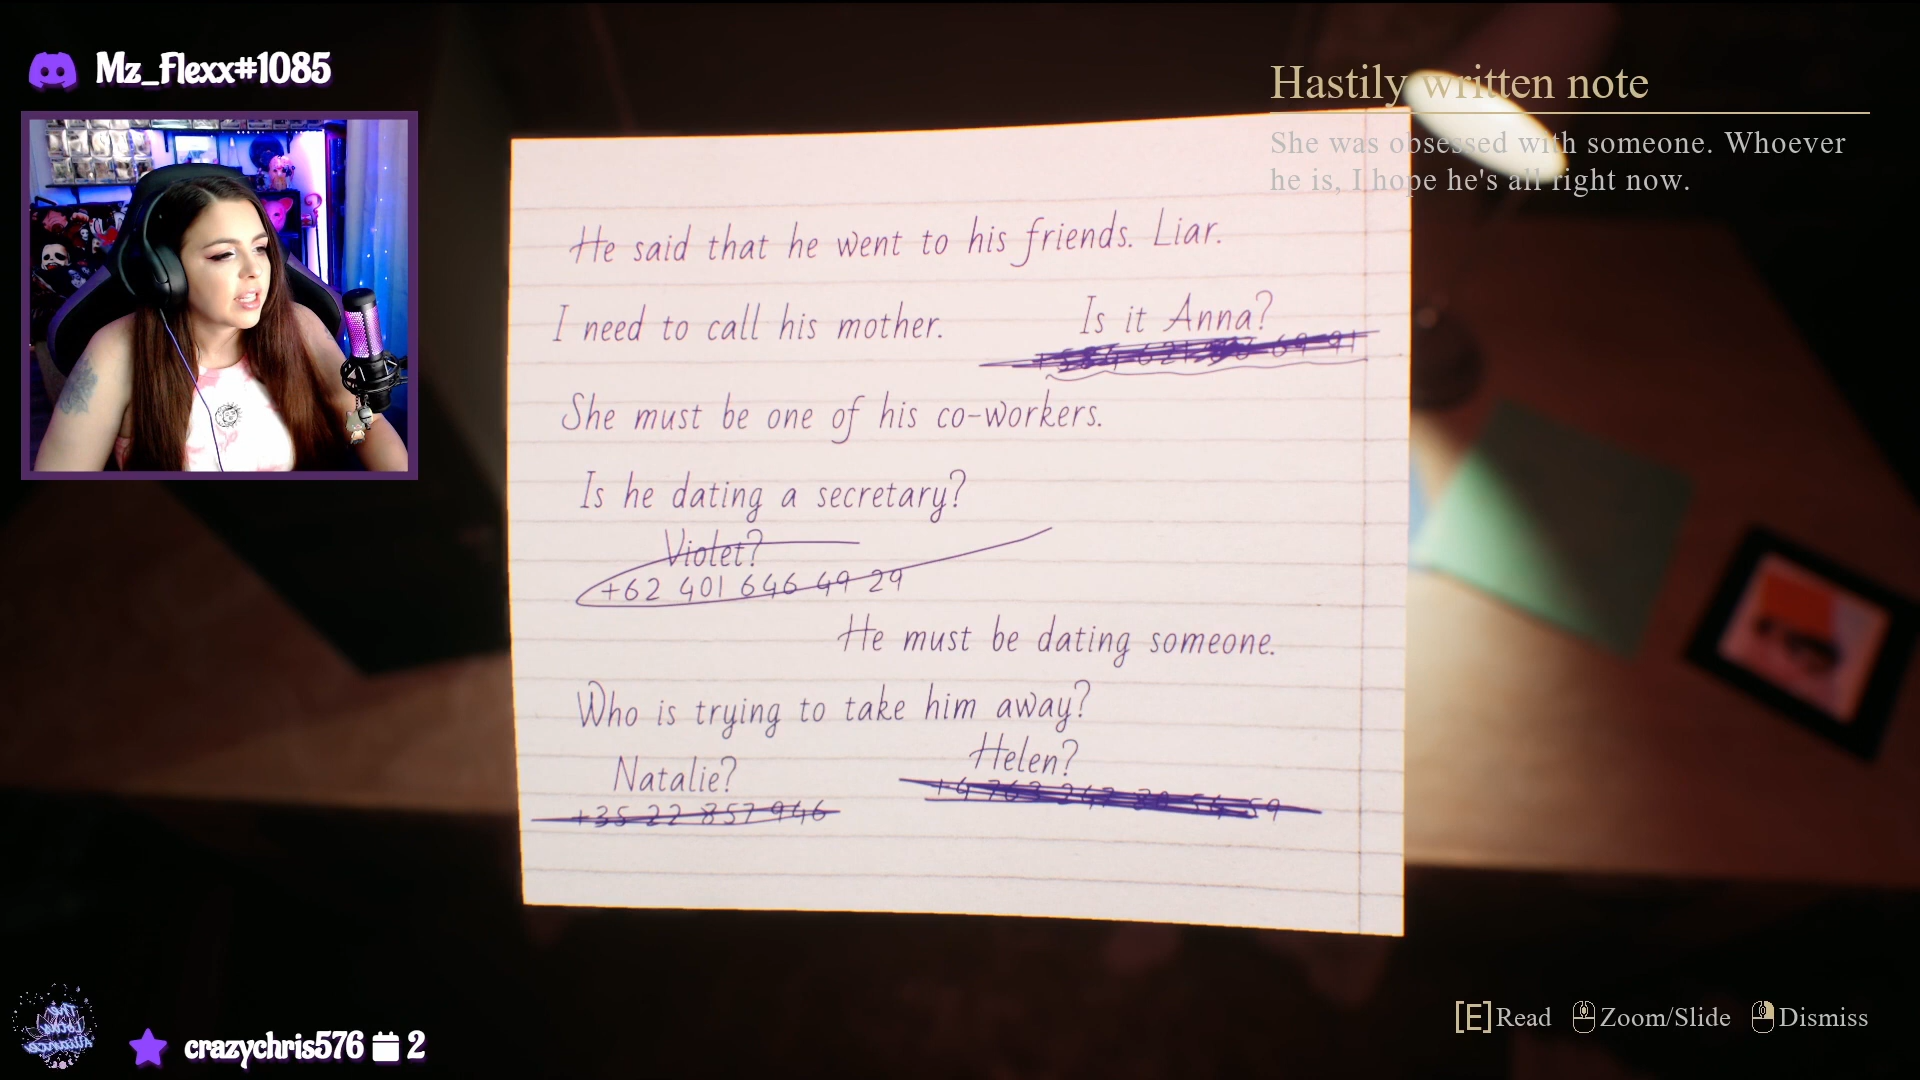 Mz_Flexx#1085
Hastily written note
She was obsessed with someone. Whoever
he is, I hope he's all right now.
He said that he went to his friends. Liar.
I need to call his mother.
Is it Anna?
She must be one of his co-workers.
Is he dating a secretary?
Violet?
+62 401 646 49 29
He must be dating someone.
Who is trying to take him away?
Natalie?
+35 22 857 946
Helen?
[E] Read
Zoom/Slide
Dismiss
crazychris576 2